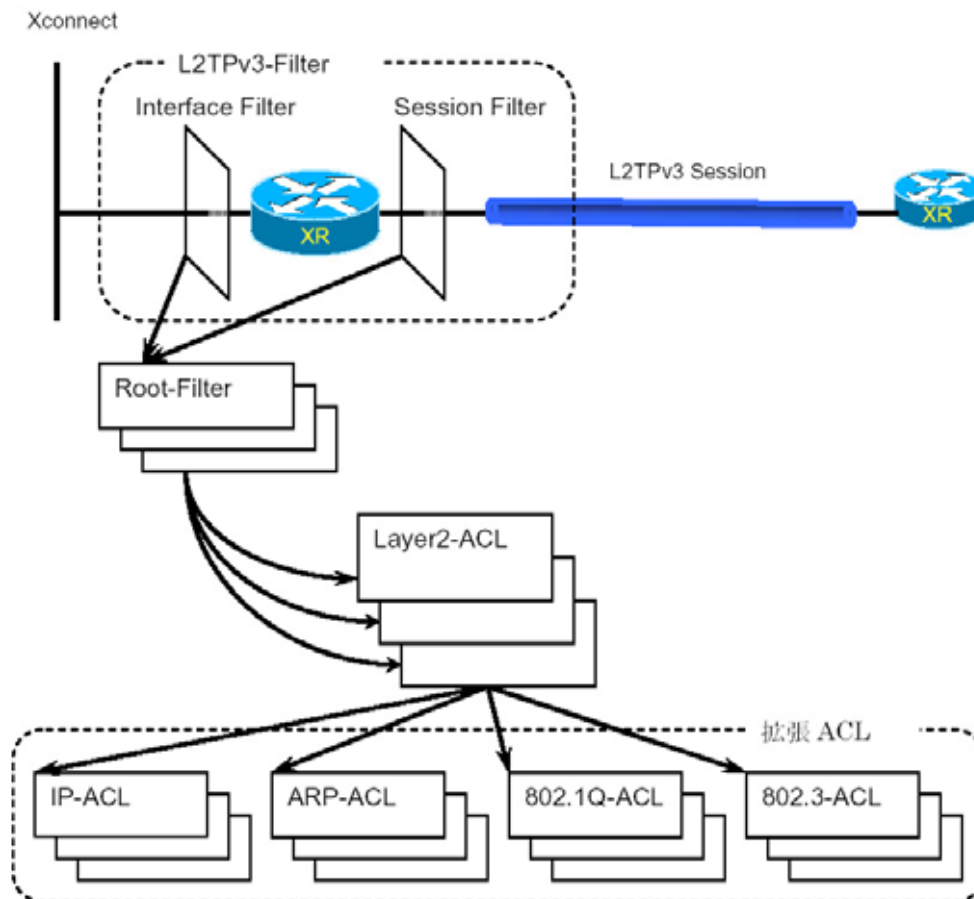 Xconnect
L2TPv3-Filter
Interface Filter
Session Filter
L2TPv3 Session
XR
XR
Root-Filter
Layer2-ACL
拡張 ACL
IP-ACL
ARP-ACL
802.1Q-ACL
802.3-ACL